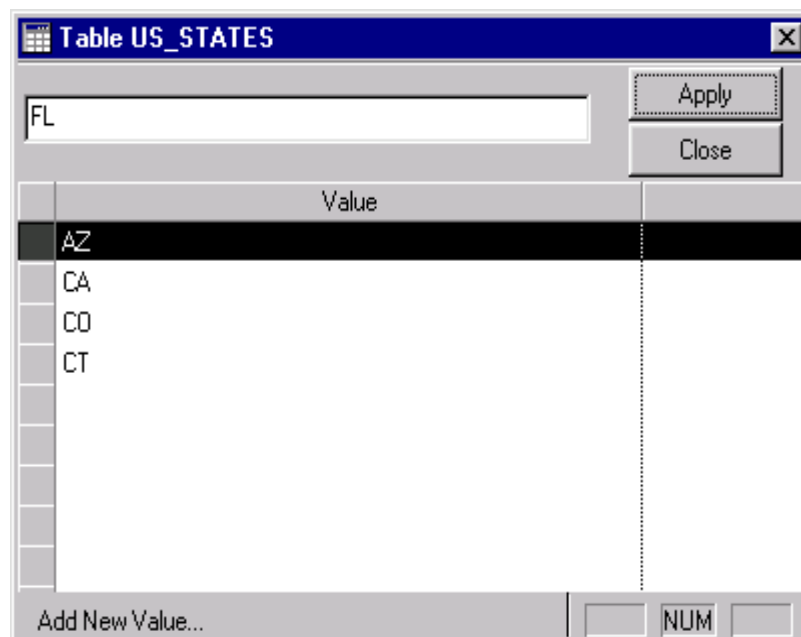 Table US_STATES
FL
Apply
Close
Value
AZ
CA
CO
CT
Add New Value...
NUM